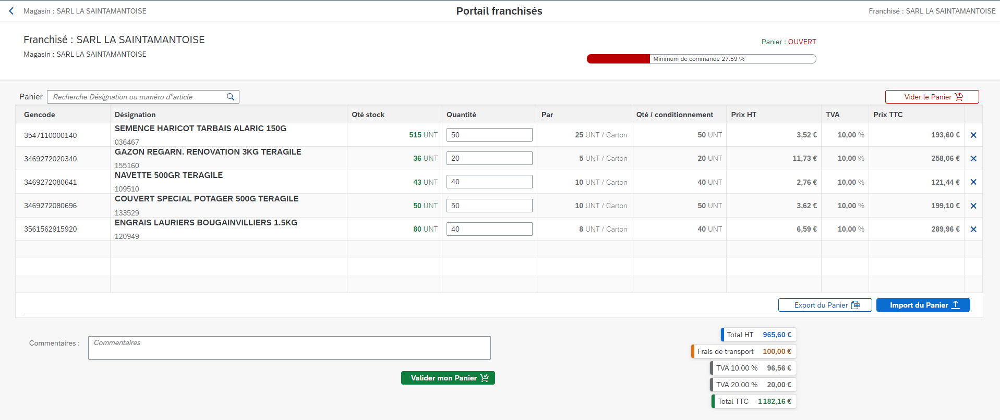 Magasin : SARL LA SAINTAMANTOISE
Portail franchisés
Franchisé : SARL LA SAINTAMANTOISE
Franchisé : SARL LA SAINTAMANTOISE
Magasin : SARL LA SAINTAMANTOISE
Panier : OUVERT
Minimum de commande 27.59 %
Panier Recherche Désignation ou numéro d"article
Vider le Panier
Gencode Désignation Qté stock Quantité Par Qté / conditionnement Prix HT TVA Prix TTC
3547110000140 SEMENCE HARICOT TARBAIS ALARIC 150G 515 UNT 50 25 UNT / Carton 50 UNT 3,52 € 10,00 % 193,60 €
036467
3469272020340 GAZON REGARN. RENOVATION 3KG TERAGILE 36 UNT 20 5 UNT / Carton 20 UNT 11,73 € 10,00 % 258,06 €
155160
3469272080641 NAVETTE 500GR TERAGILE 43 UNT 40 10 UNT / Carton 40 UNT 2,76 € 10,00 % 121,44 €
109510
3469272080696 COUVERT SPECIAL POTAGER 500G TERAGILE 50 UNT 50 10 UNT / Carton 50 UNT 3,62 € 10,00 % 199,10 €
133529
3561562915920 ENGRAIS LAURIERS BOUGAINVILLIERS 1.5KG 80 UNT 40 8 UNT / Carton 40 UNT 6,59 € 10,00 % 289,96 €
120949
Export du Panier
Import du Panier
Commentaires : Commentaires
Valider mon Panier
Total HT 965,60 €
Frais de transport 100,00 €
TVA 10.00 % 96,56 €
TVA 20.00 % 20,00 €
Total TTC 1 182,16 €